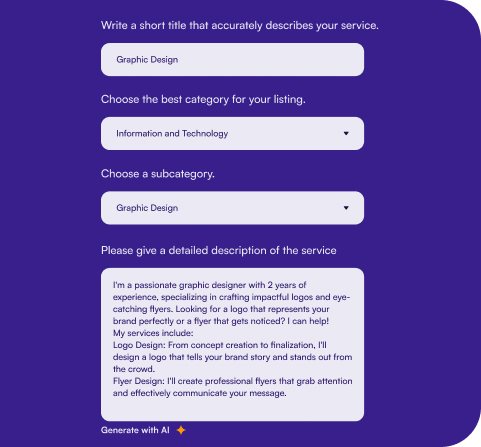 Write a short title that accurately describes your service.
Graphic Design
Choose the best category for your listing.
Information and Technology
Choose a subcategory.
Graphic Design
Please give a detailed description of the service
I'm a passionate graphic designer with 2 years of
experience, specializing in crafting impactful logos and eye-
catching flyers. Looking for a logo that represents your
brand perfectly or a flyer that gets noticed? I can help!
My services include:
Logo Design: From concept creation to finalization, I'll
design a logo that tells your brand story and stands out from
the crowd.
Flyer Design: I'll create professional flyers that grab attention
and effectively communicate your message.
Generate with AI